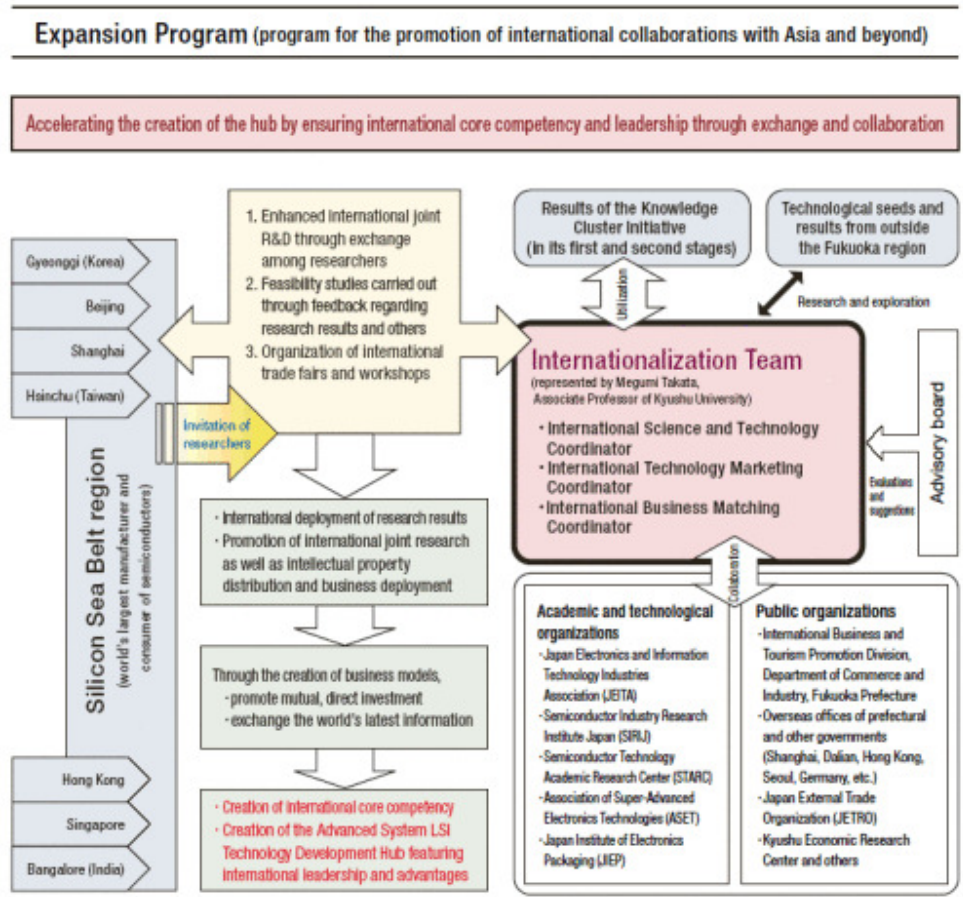 Expansion Program (program for the promotion of international collaborations with Asia and beyond)
Accelerating the creation of the hub by ensuring international core competency and leadership through exchange and collaboration
Gyeonggi (Korea)
Beijing
Shanghai
Hsinchu (Taiwan)
Silicon Sea Belt region
(world's largest manufacturer and
consumer of semiconductors)
Hong Kong
Singapore
Bangalore (India)
1. Enhanced international joint
R&D through exchange
among researchers
2. Feasibility studies carried out
through feedback regarding
research results and others
3. Organization of international
trade fairs and workshops
Invitation of
researchers
· International deployment of research results
· Promotion of international joint research
as well as intellectual property
distribution and business deployment
Through the creation of business models,
· promote mutual, direct investment
· exchange the world's latest information
· Creation of international core competency
· Creation of the Advanced System LSI
Technology Development Hub featuring
international leadership and advantages
Results of the Knowledge
Cluster Initiative
(in its first and second stages)
Technological seeds and
results from outside
the Fukuoka region
Utilization
Research and exploration
Internationalization Team
(represented by Megumi Takata,
Associate Professor of Kyushu University)
· International Science and Technology
Coordinator
· International Technology Marketing
Coordinator
· International Business Matching
Coordinator
Evaluations
and
suggestions
Advisory board
Collaboration
Academic and technological
organizations
· Japan Electronics and Information
Technology Industries
Association (JEITA)
· Semiconductor Industry Research
Institute Japan (SIRIJ)
· Semiconductor Technology
Academic Research Center (STARC)
· Association of Super-Advanced
Electronics Technologies (ASET)
· Japan Institute of Electronics
Packaging (JIEP)
Public organizations
· International Business and
Tourism Promotion Division,
Department of Commerce and
Industry, Fukuoka Prefecture
· Overseas offices of prefectural
and other governments
(Shanghai, Dalian, Hong Kong,
Seoul, Germany, etc.)
· Japan External Trade
Organization (JETRO)
· Kyushu Economic Research
Center and others